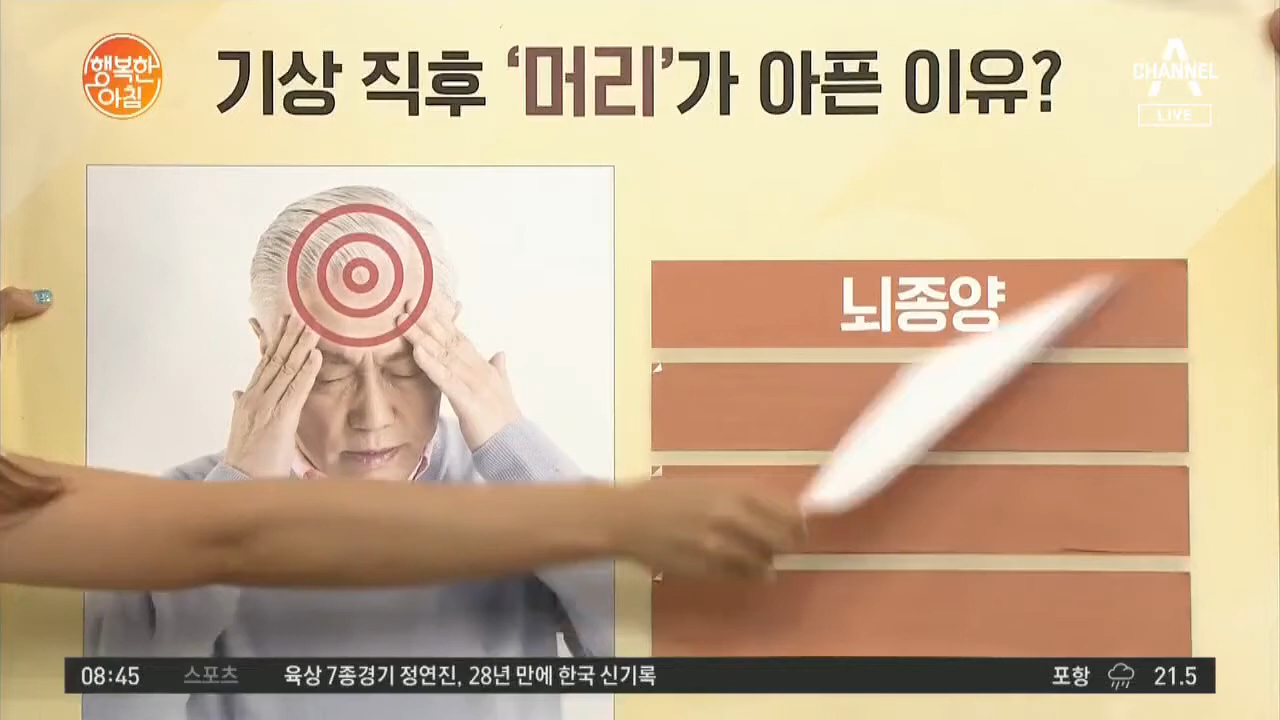 행복한
아침
기상 직후 ‘머리’가 아픈 이유?
CHANNEL A
LIVE
뇌종양
08:45 스포츠 육상 7종경기 정연진, 28년 만에 한국 신기록 포항 21.5